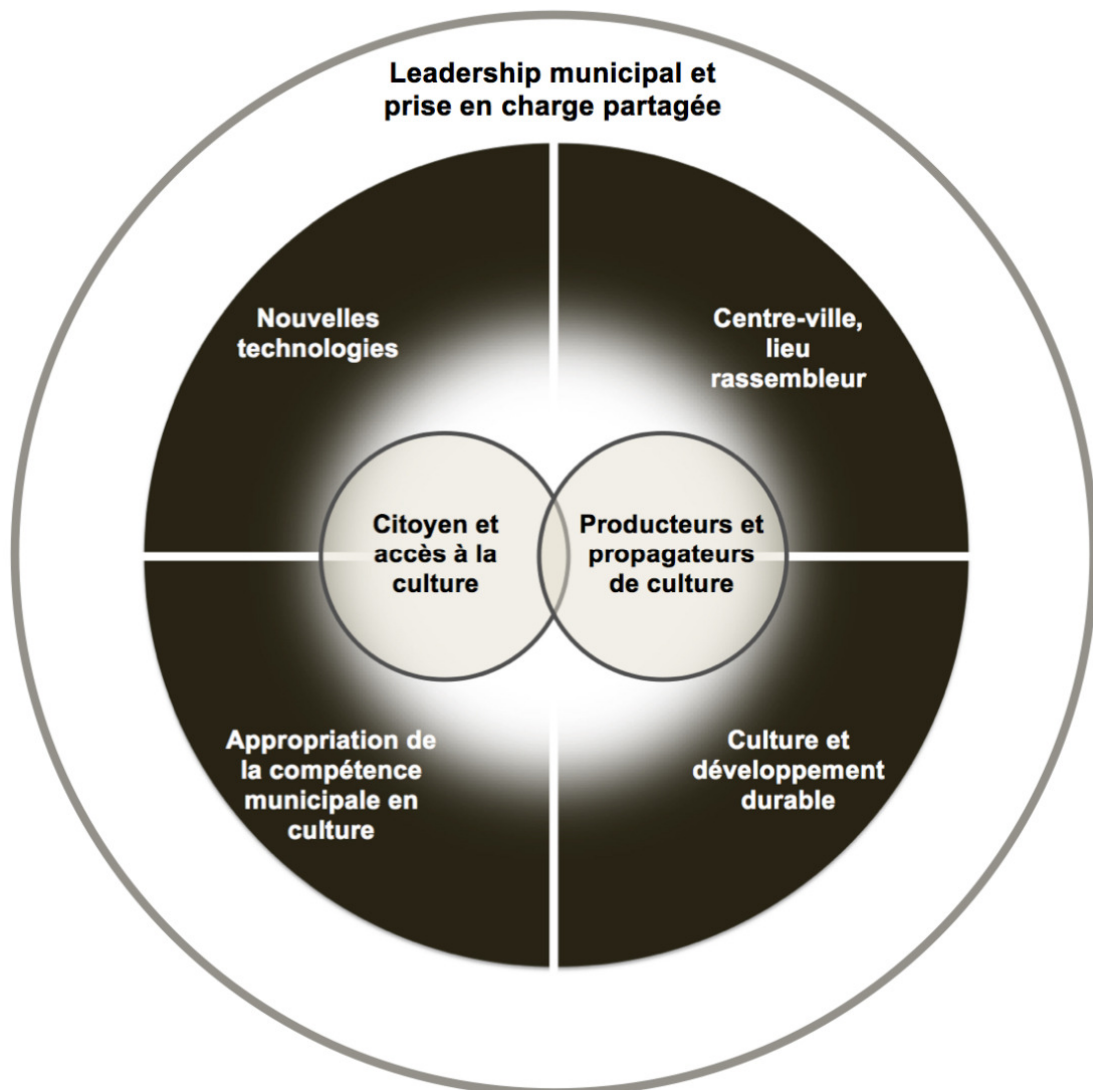 Leadership municipal et
prise en charge partagée
Nouvelles
technologies
Centre-ville,
lieu
rassembleur
Citoyen et
accès à la
culture
Producteurs et
propagateurs
de culture
Appropriation de
la compétence
municipale en
culture
Culture et
développement
durable